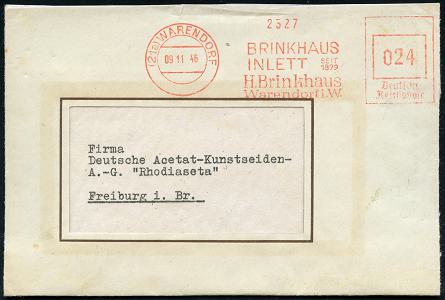 (21a) WARENDORF
09 11 46
2527
BRINKHAUS
INLETT SEIT 1879
H.Brinkhaus
Warendorf i.W.
024
Deutsche
Reichspost
Firma
Deutsche Acetat-Kunstseiden-
A.-G. "Rhodiaseta"
Freiburg i. Br.